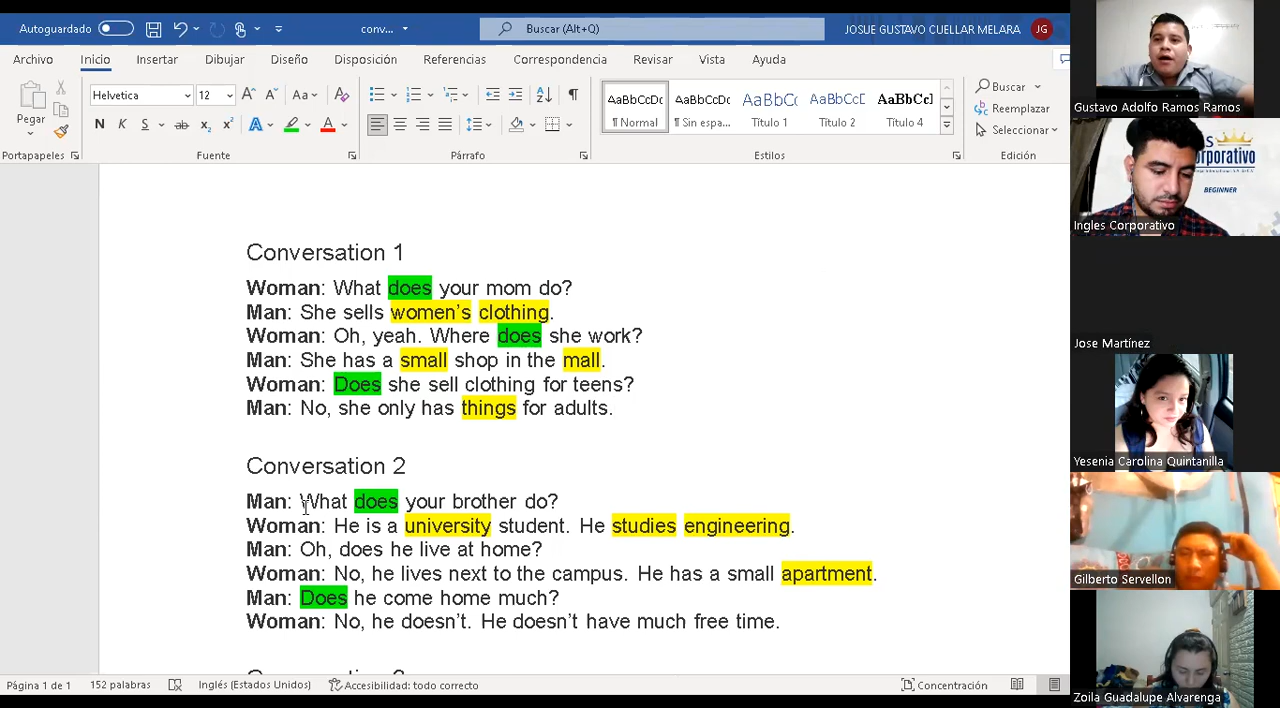 Autoguardado
conv...
Buscar (Alt+Q)
JOSUE GUSTAVO CUELLAR MELARA
JG
Archivo Inicio Insertar Dibujar Diseño Disposición Referencias Correspondencia Revisar Vista Ayuda
Pegar
Helvetica 12
N K S ab
AaBbCcDc AaBbCcDc AaBbCc AaBbCcD AaBbCc
¶ Normal ¶ Sin espa... Título 1 Título 2 Título 4
Buscar
Reemplazar
Seleccionar
Portapapeles Fuente Párrafo Estilos Edición
Conversation 1
Woman: What does your mom do?
Man: She sells women's clothing.
Woman: Oh, yeah. Where does she work?
Man: She has a small shop in the mall.
Woman: Does she sell clothing for teens?
Man: No, she only has things for adults.
Conversation 2
Man: What does your brother do?
Woman: He is a university student. He studies engineering.
Man: Oh, does he live at home?
Woman: No, he lives next to the campus. He has a small apartment.
Man: Does he come home much?
Woman: No, he doesn't. He doesn't have much free time.
Página 1 de 1 152 palabras Inglés (Estados Unidos) Accesibilidad: todo correcto Concentración
Gustavo Adolfo Ramos Ramos
BEGINNER
Ingles Corporativo
Jose Martínez
Yesenia Carolina Quintanilla
Gilberto Servellon
Zoila Guadalupe Alvarenga